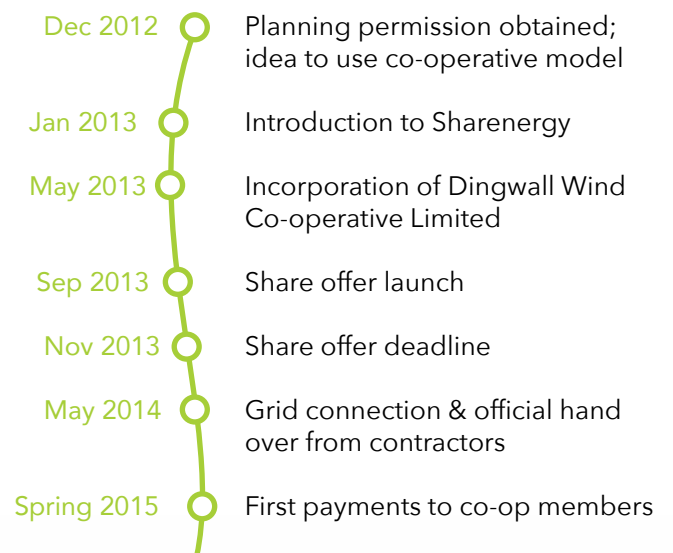 Dec 2012 Planning permission obtained;
idea to use co-operative model
Jan 2013 Introduction to Sharenergy
May 2013 Incorporation of Dingwall Wind
Co-operative Limited
Sep 2013 Share offer launch
Nov 2013 Share offer deadline
May 2014 Grid connection & official hand
over from contractors
Spring 2015 First payments to co-op members